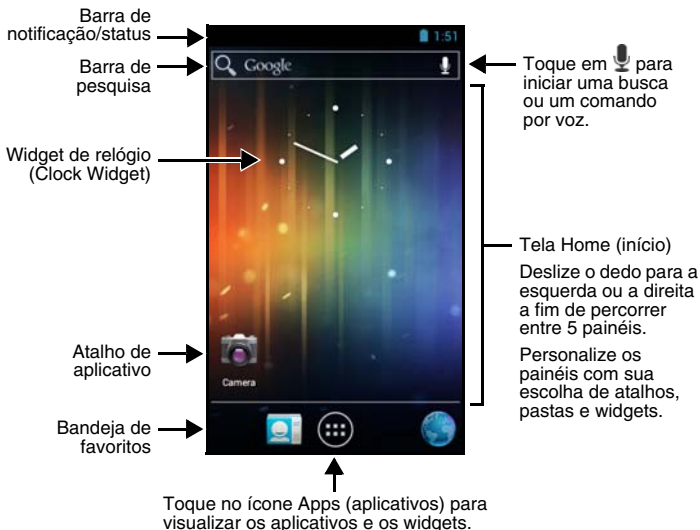 Barra de
notificação/status
1:51
Barra de
pesquisa
Google
Toque em para
iniciar uma busca
ou um comando
por voz.
Widget de relógio
(Clock Widget)
Tela Home (início)
Deslize o dedo para a
esquerda ou a direita
a fim de percorrer
entre 5 painéis.
Personalize os
painéis com sua
escolha de atalhos,
pastas e widgets.
Atalho de
aplicativo
Camera
Bandeja de
favoritos
Toque no ícone Apps (aplicativos) para
visualizar os aplicativos e os widgets.